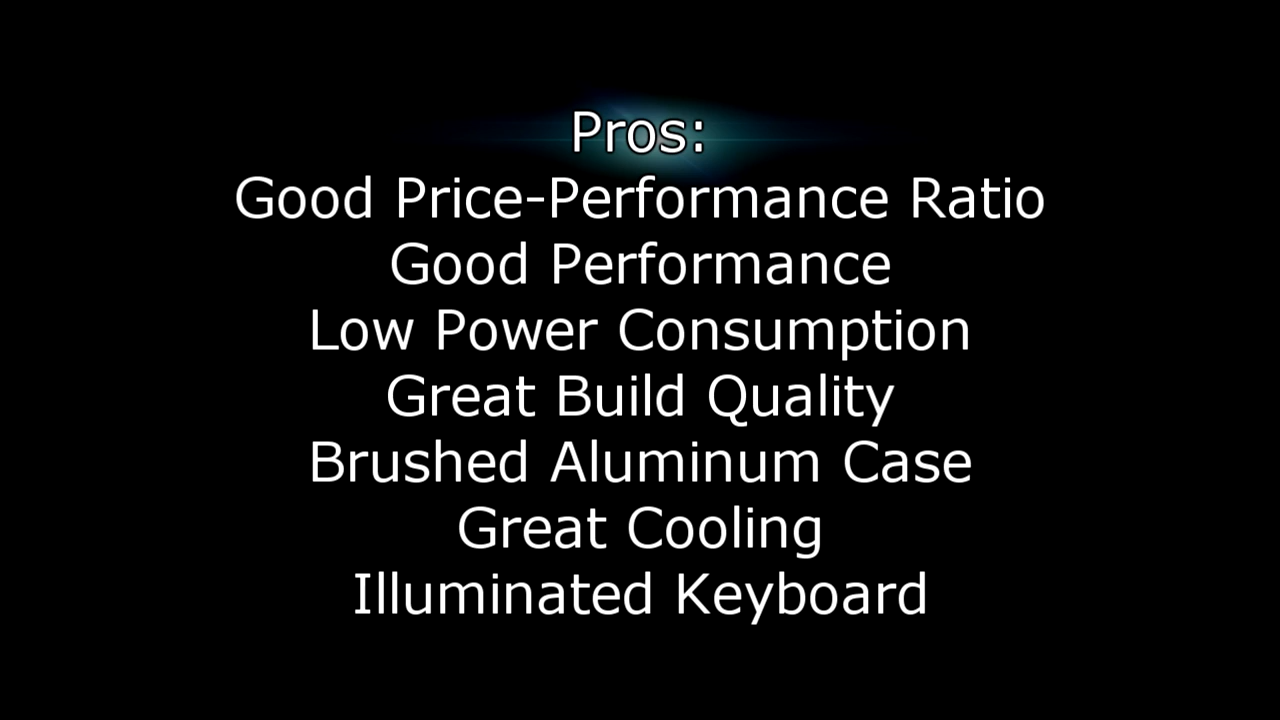 Pros:
Good Price-Performance Ratio
Good Performance
Low Power Consumption
Great Build Quality
Brushed Aluminum Case
Great Cooling
Illuminated Keyboard